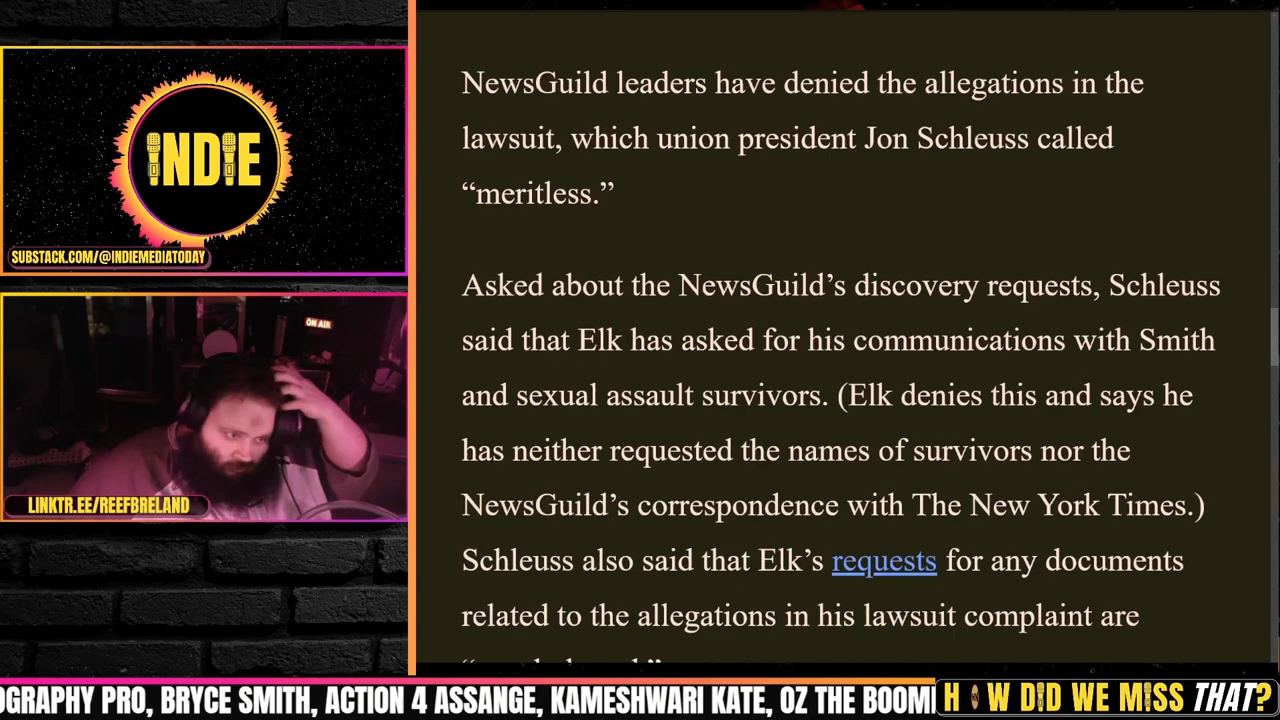 INDIE
SUBSTACK.COM/@INDIEMEDIATODAY
ON AIR
LINKTR.EE/REEFBRELAND
NewsGuild leaders have denied the allegations in the
lawsuit, which union president Jon Schleuss called
“meritless.”
Asked about the NewsGuild’s discovery requests, Schleuss
said that Elk has asked for his communications with Smith
and sexual assault survivors. (Elk denies this and says he
has neither requested the names of survivors nor the
NewsGuild’s correspondence with The New York Times.)
Schleuss also said that Elk’s requests for any documents
related to the allegations in his lawsuit complaint are
OGRAPHY PRO, BRYCE SMITH, ACTION 4 ASSANGE, KAMESHWARI KATE, OZ THE BOOM
HOW DID WE MISS THAT?